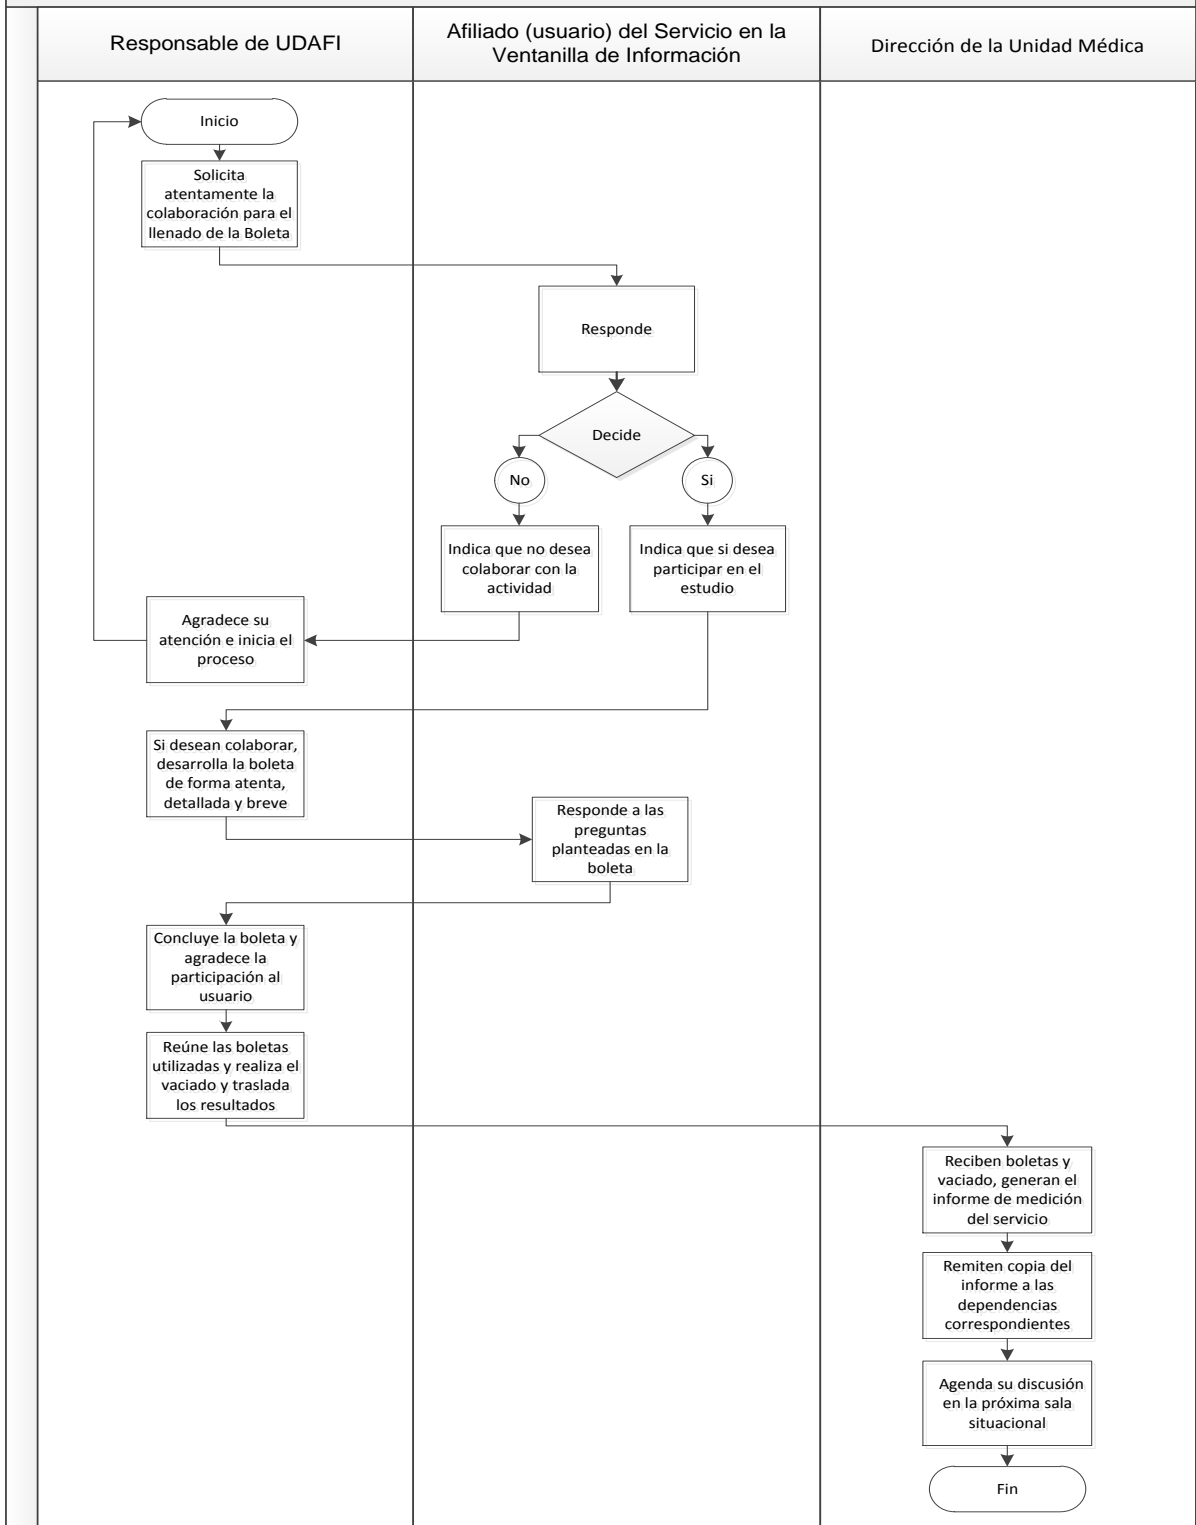 Responsable de UDAFI
Afiliado (usuario) del Servicio en la
Ventanilla de Información
Dirección de la Unidad Médica
Inicio
Solicita
atentamente la
colaboración para el
llenado de la Boleta
Responde
Decide
No
Si
Indica que no desea
colaborar con la
actividad
Indica que si desea
participar en el
estudio
Agradece su
atención e inicia el
proceso
Si desean colaborar,
desarrolla la boleta
de forma atenta,
detallada y breve
Responde a las
preguntas
planteadas en la
boleta
Concluye la boleta y
agradece la
participación al
usuario
Reúne las boletas
utilizadas y realiza el
vaciado y traslada
los resultados
Reciben boletas y
vaciado, generan el
informe de medición
del servicio
Remiten copia del
informe a las
dependencias
correspondientes
Agenda su discusión
en la próxima sala
situacional
Fin